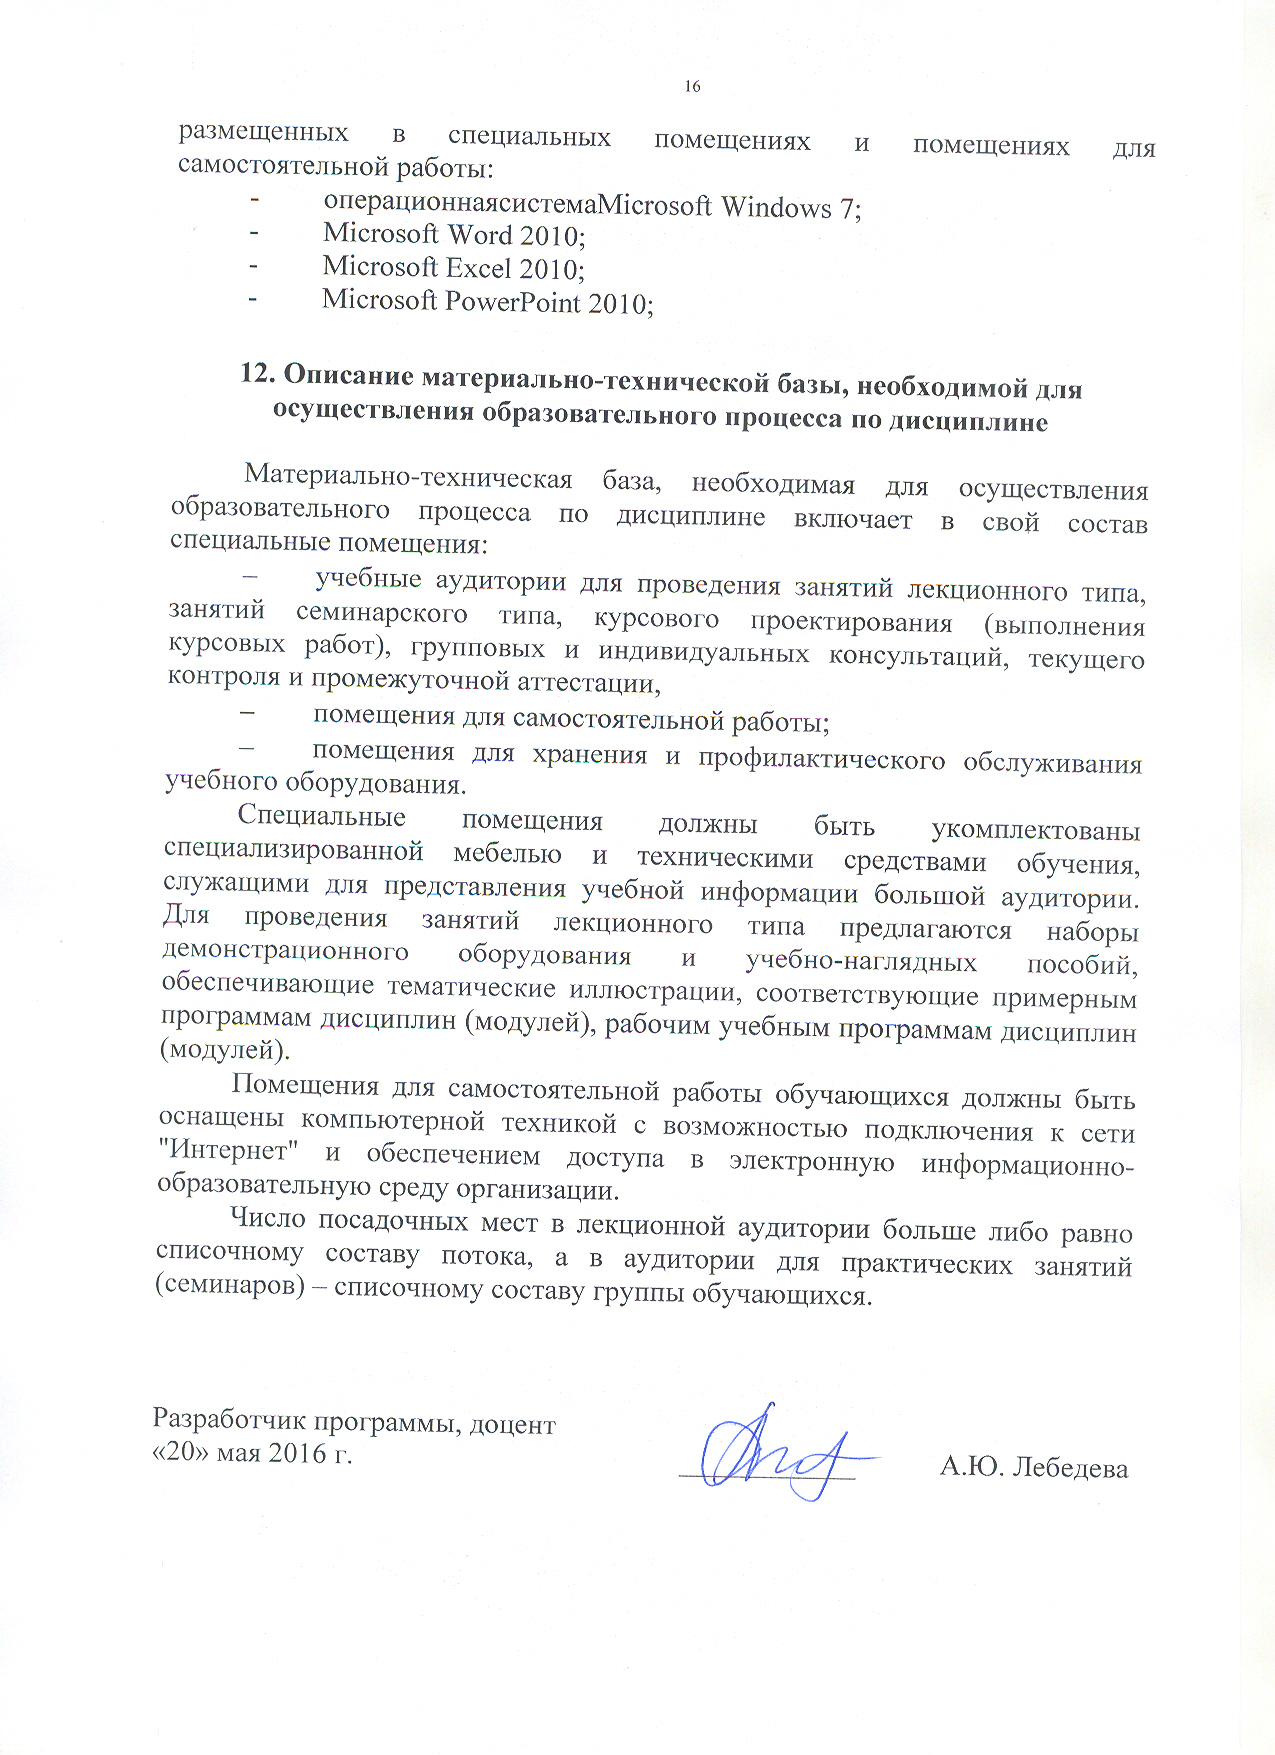 16
размещенных в специальных помещениях и помещениях для
самостоятельной работы:
- операционнаясистемаMicrosoft Windows 7;
- Microsoft Word 2010;
- Microsoft Excel 2010;
- Microsoft PowerPoint 2010;
12. Описание материально-технической базы, необходимой для
осуществления образовательного процесса по дисциплине
Материально-техническая база, необходимая для осуществления
образовательного процесса по дисциплине включает в свой состав
специальные помещения:
– учебные аудитории для проведения занятий лекционного типа,
занятий семинарского типа, курсового проектирования (выполнения
курсовых работ), групповых и индивидуальных консультаций, текущего
контроля и промежуточной аттестации,
– помещения для самостоятельной работы;
– помещения для хранения и профилактического обслуживания
учебного оборудования.
Специальные помещения должны быть укомплектованы
специализированной мебелью и техническими средствами обучения,
служащими для представления учебной информации большой аудитории.
Для проведения занятий лекционного типа предлагаются наборы
демонстрационного оборудования и учебно-наглядных пособий,
обеспечивающие тематические иллюстрации, соответствующие примерным
программам дисциплин (модулей), рабочим учебным программам дисциплин
(модулей).
Помещения для самостоятельной работы обучающихся должны быть
оснащены компьютерной техникой с возможностью подключения к сети
"Интернет" и обеспечением доступа в электронную информационно-
образовательную среду организации.
Число посадочных мест в лекционной аудитории больше либо равно
списочному составу потока, а в аудитории для практических занятий
(семинаров) – списочному составу группы обучающихся.
Разработчик программы, доцент
«20» мая 2016 г.
А.Ю. Лебедева